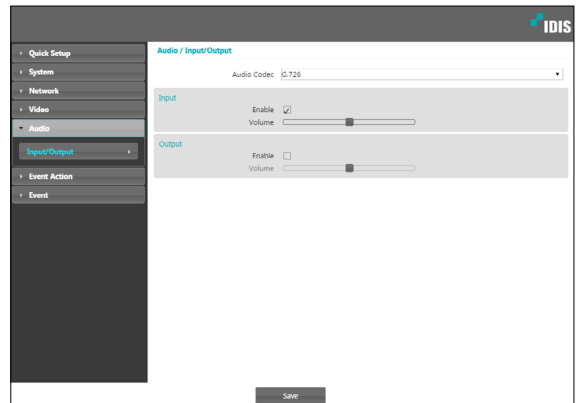 IDIS
Quick Setup
System
Network
Video
Audio
Input/Output
Event Action
Event
Audio / Input/Output
Audio Codec G.726
Input
Enable
Volume
Output
Enable
Volume
Save